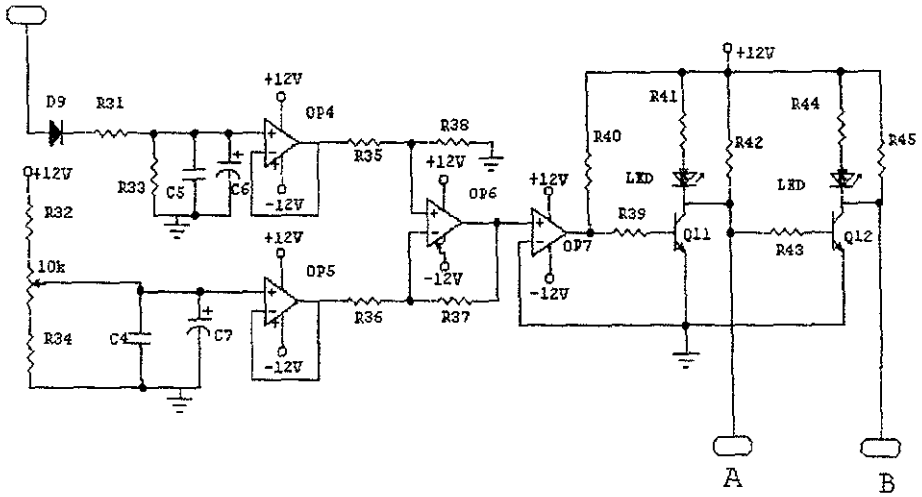 +12V
+12V
D9
R31
OP4
R41
R44
R38
R40
R42
R45
R35
+12V
R33
C5
C6
+12V
OP6
LED
LED
-12V
+12V
R32
R39
Q11
Q12
OP7
R43
+12V
10k
OP5
-12V
-12V
R36
R37
R34
C4
C7
-12V
A
B